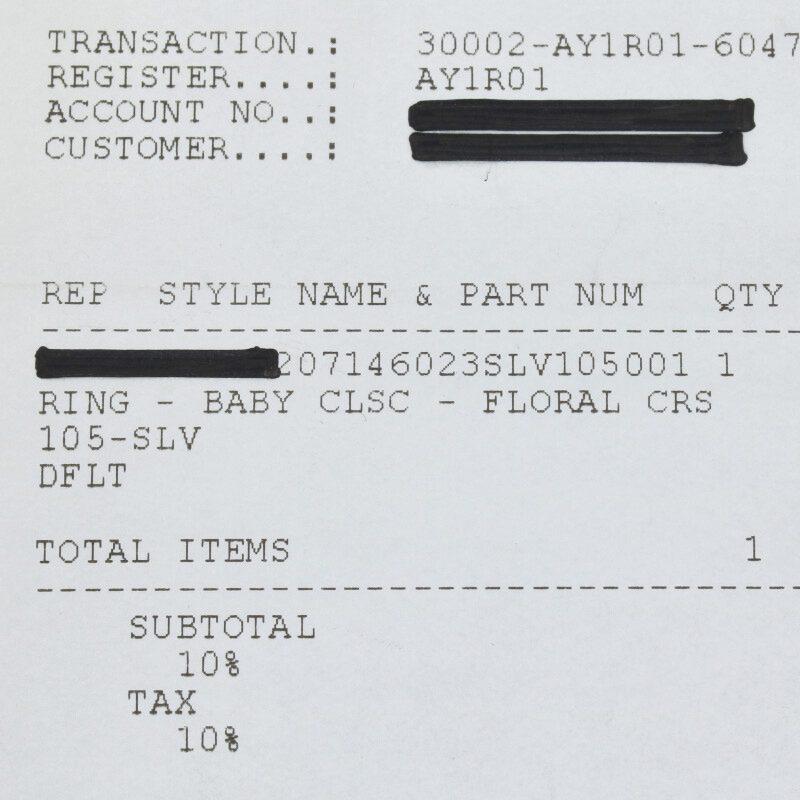 TRANSACTION.: 30002-AY1R01-6047
REGISTER....: AY1R01
ACCOUNT NO..:
CUSTOMER....:
REP STYLE NAME & PART NUM QTY
207146023SLV105001 1
RING - BABY CLSC - FLORAL CRS
105-SLV
DFLT
TOTAL ITEMS 1
SUBTOTAL
10%
TAX
10%